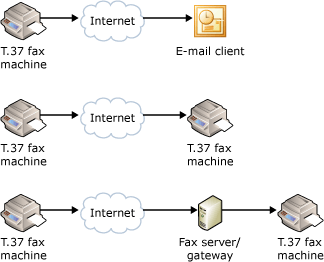 Internet
T.37 fax
machine
E-mail client
Internet
T.37 fax
machine
T.37 fax
machine
Internet
T.37 fax
machine
Fax server/
gateway
T.37 fax
machine